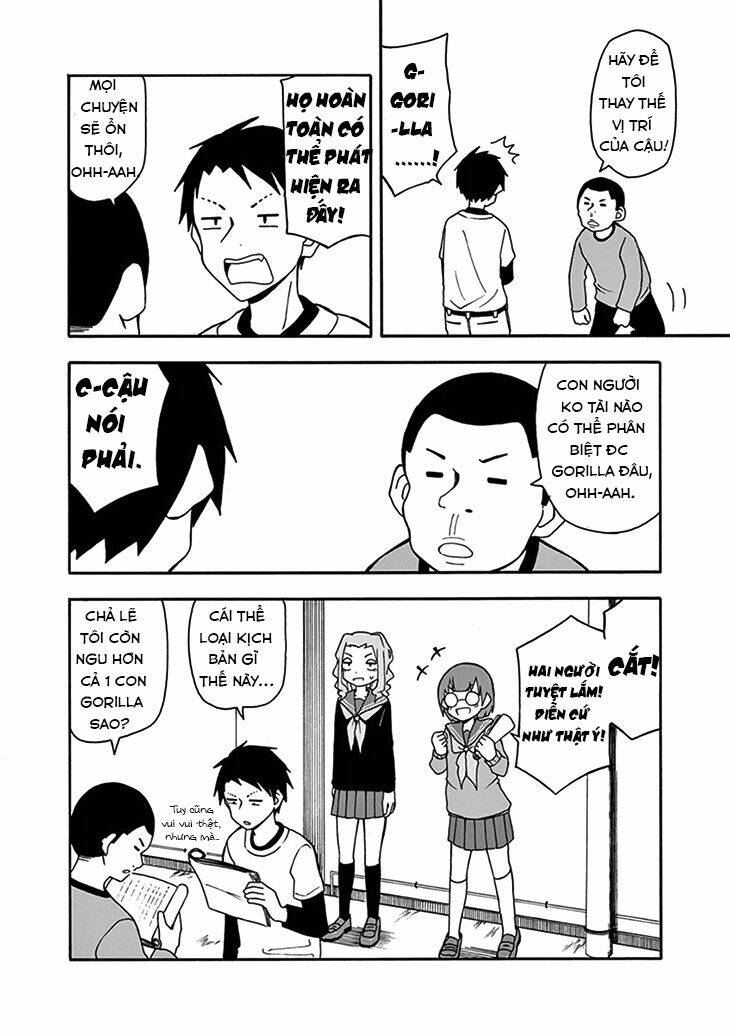 HÃY ĐỂ
TÔI
THAY THẾ
VỊ TRÍ
CỦA CẬU!
G-
GORI-
-LLA
......!
HỌ HOÀN
TOÀN CÓ
THỂ PHÁT
HIỆN RA
ĐẤY!
MỌI
CHUYỆN
SẼ ỔN
THÔI,
OHH-AAH.
CON NGƯỜI
KO TÀI NÀO
CÓ THỂ PHÂN
BIỆT ĐC
GORILLA ĐÂU,
OHH-AAH.
C-CẬU
NÓI
PHẢI.
CẮT!
HAI NGƯỜI
TUYỆT LẮM!
DIỄN CỨ
NHƯ THẬT Ý!
CÁI THỂ
LOẠI KỊCH
BẢN GÌ
THẾ NÀY...
Tuy cũng
vui vui thật,
nhưng mà...
CHẢ LẼ
TÔI CÒN
NGU HƠN
CẢ 1 CON
GORILLA
SAO?